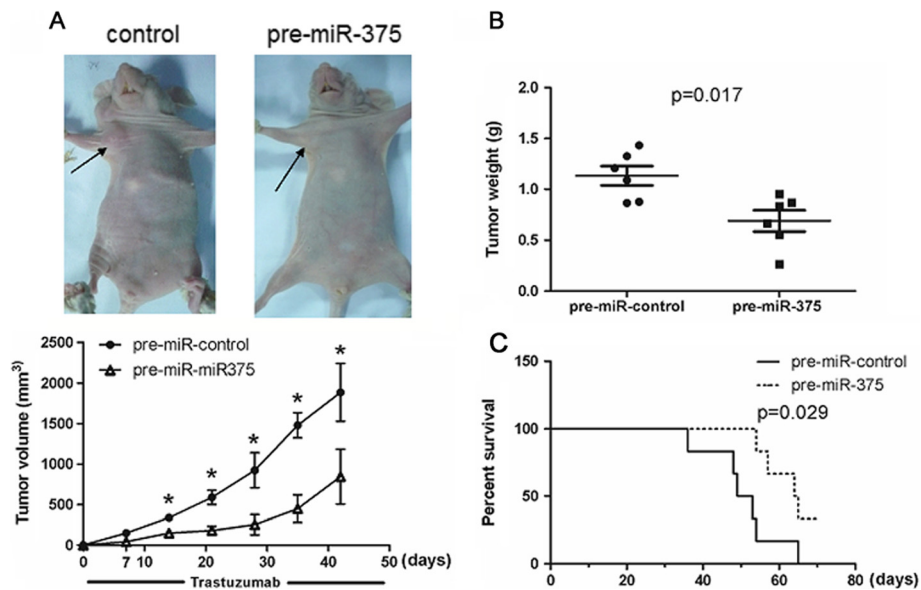 A
control
pre-miR-375
Tumor volume (mm³)
2500
2000
1500
1000
500
0
pre-miR-control
pre-miR-miR375
*
*
*
*
*
0 7 10 20 30 40 50 (days)
Trastuzumab
B
Tumor weight (g)
2.0
1.5
1.0
0.5
0.0
p=0.017
pre-miR-control
pre-miR-375
C
Percent survival
150
100
50
0
pre-miR-control
pre-miR-375
p=0.029
0 20 40 60 80 (days)